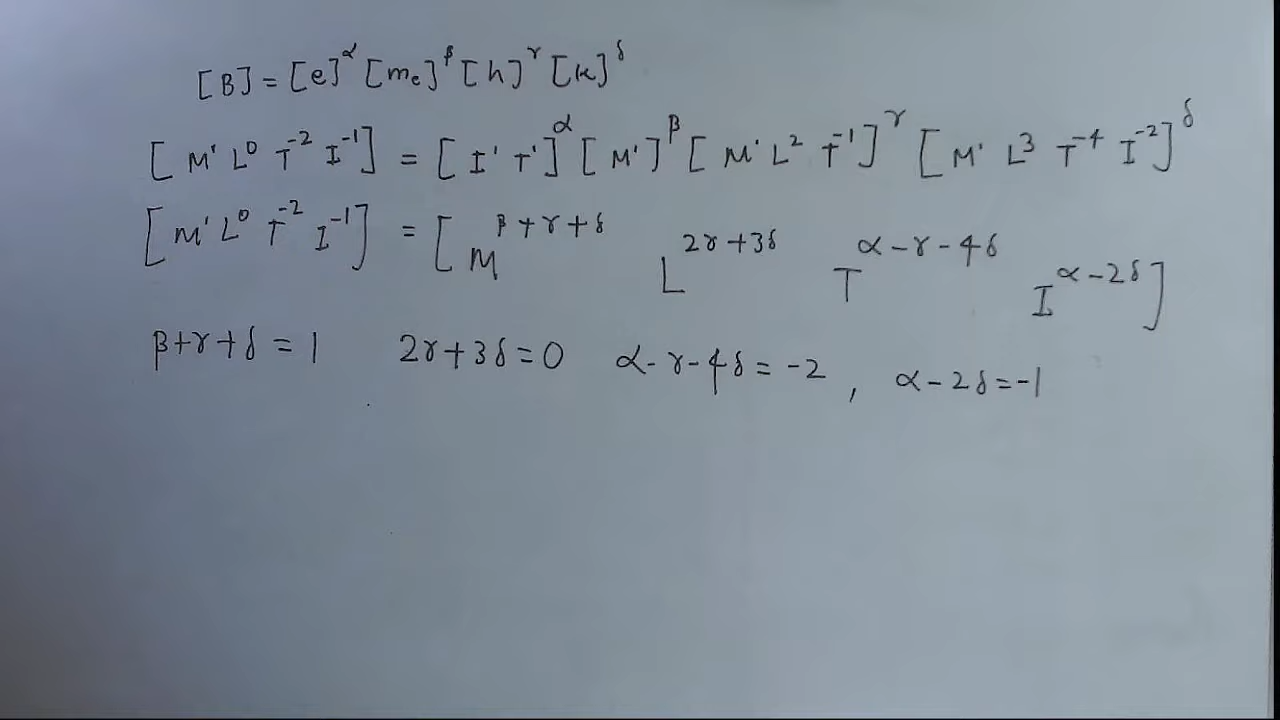 [B] = [e]^α [m_e]^β [h]^γ [k]^δ
[M¹ L⁰ T⁻² I⁻¹] = [I¹ T¹]^α [M¹]^β [M¹ L² T⁻¹]^γ [M¹ L³ T⁻⁴ I⁻²]^δ
[M¹ L⁰ T⁻² I⁻¹] = [M^(β+γ+δ) L^(2γ+3δ) T^(α-γ-4δ) I^(α-2δ)]
β+γ+δ = 1 2γ+3δ=0 α-γ-4δ = -2 , α-2δ=-1